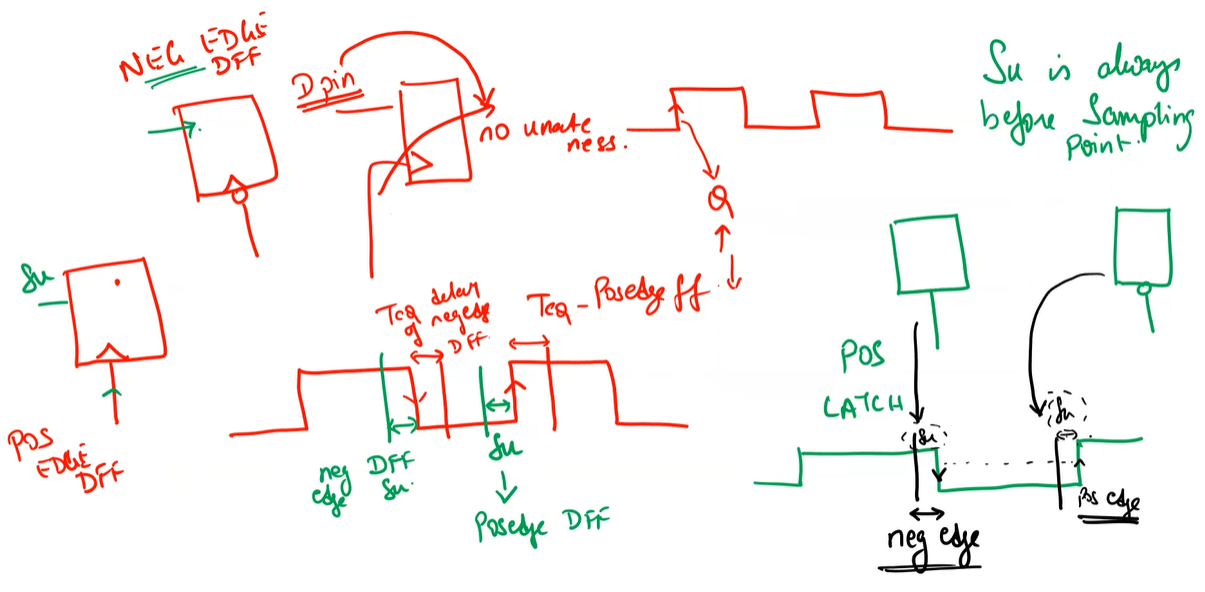 NEG EDGE
DFF
D pin
no unate
ness.
Q
Su is always
before Sampling
Point.
Su
POS
EDGE
DFF
Tcq delay
of negedge
DFF.
Tcq - Posedge ff.
neg DFF
edge Su.
Su
Posedge DFF
POS
LATCH
Su
neg edge
Su
Pos edge